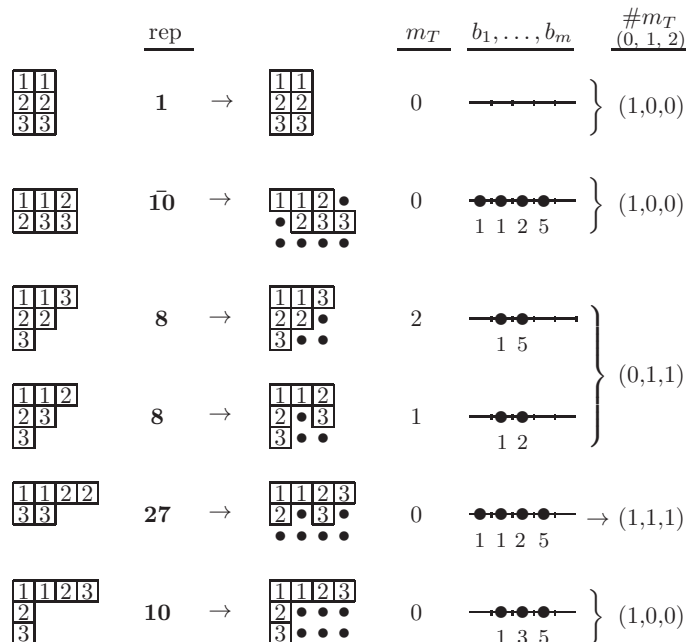 rep m_T b_1, . . . , b_m #m_T
(0, 1, 2)
1 1 1 1
2 2 1 → 2 2 0 } (1,0,0)
3 3 3 3
1 1 2 1 1 2 •
2 3 3 1̄0̄ → • 2 3 3 0 } (1,0,0)
• • • • 1 1 2 5
1 1 3 1 1 3
2 2 8 → 2 2 • 2
3 3 • • 1 5
} (0,1,1)
1 1 2 1 1 2
2 3 8 → 2 • 3 1
3 3 • • 1 2
1 1 2 2 1 1 2 3
3 3 27 → 2 • 3 • 0 → (1,1,1)
• • • • 1 1 2 5
1 1 2 3 1 1 2 3
2 10 → 2 • • • 0 } (1,0,0)
3 3 • • • 1 3 5